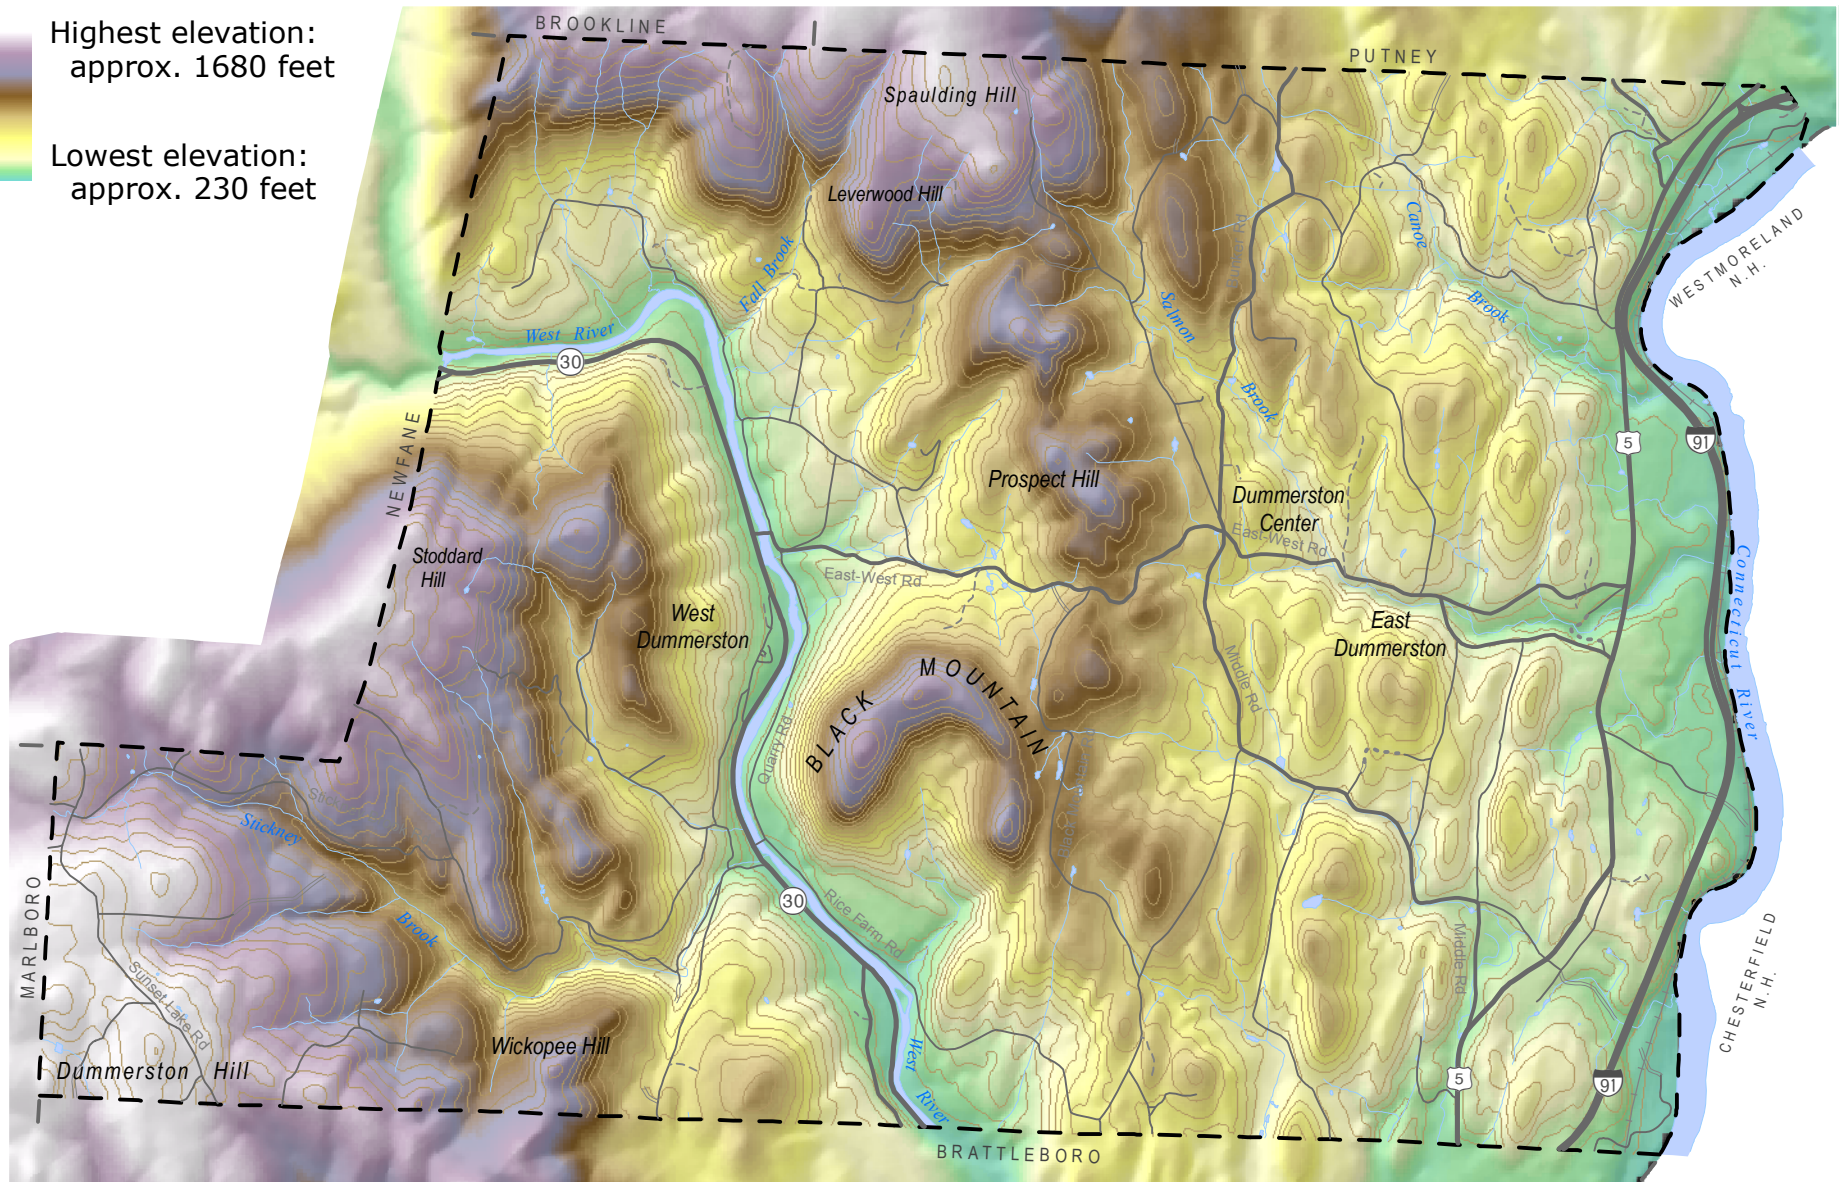 Highest elevation:
approx. 1680 feet
Lowest elevation:
approx. 230 feet
BROOKLINE
PUTNEY
Spaulding Hill
Leverwood Hill
Canoe
Brook
WESTMORELAND
N.H.
Fall Brook
Salmon
Brook
West River
30
NEWFANE
5
91
Prospect Hill
Dummerston
Center
East-West Rd
Stoddard
Hill
East-West Rd
West
Dummerston
East
Dummerston
Connecticut River
BLACK MOUNTAIN
Middle Rd
Quarry Rd
Stickney
Brook
MARLBORO
30
Rice Farm Rd
Middle Rd
CHESTERFIELD
N.H.
Sunset Lake Rd
Dummerston Hill
Wickopee Hill
West
River
5
91
BRATTLEBORO